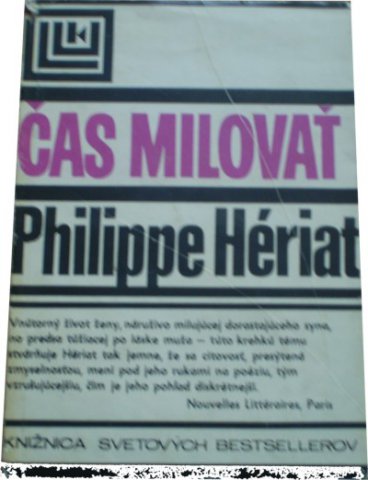 ČAS MILOVAŤ
Philippe Hériat
Vnútorný život ženy, náruživo milujúcej dorastajúceho syna,
no predsa túžiacej po láske muža – túto krehkú tému
stvárňuje Hériat tak jemne, že sa citovosť, presýtená
zmyselnosťou, mení pod jeho rukami na poéziu, tým
vzrušujúcejšiu, čím je jeho pohľad diskrétnejší.
Nouvelles Littéraires, Paris
KNIŽNICA SVETOVÝCH BESTSELLEROV